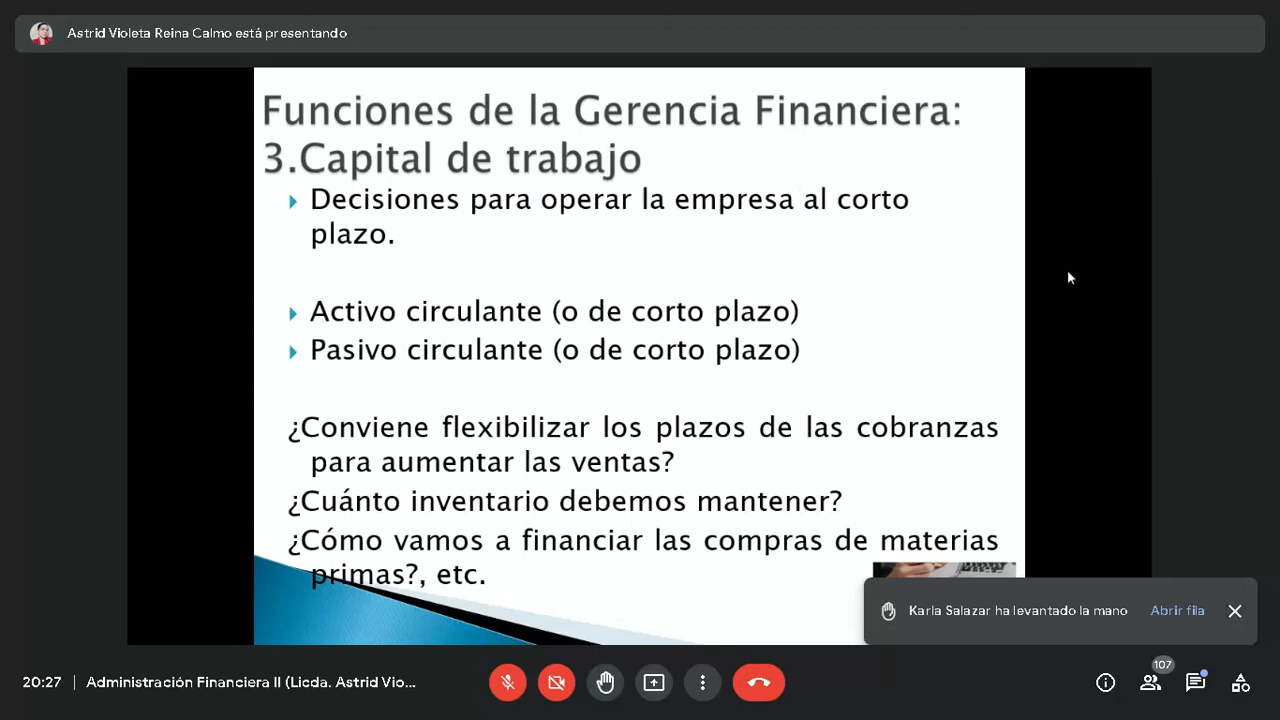 Astrid Violeta Reina Calmo está presentando
Funciones de la Gerencia Financiera:
3.Capital de trabajo
Decisiones para operar la empresa al corto
plazo.
Activo circulante (o de corto plazo)
Pasivo circulante (o de corto plazo)
¿Conviene flexibilizar los plazos de las cobranzas
para aumentar las ventas?
¿Cuánto inventario debemos mantener?
¿Cómo vamos a financiar las compras de materias
primas?, etc.
Karla Salazar ha levantado la mano Abrir fila
107
20:27 | Administración Financiera II (Licda. Astrid Vio...